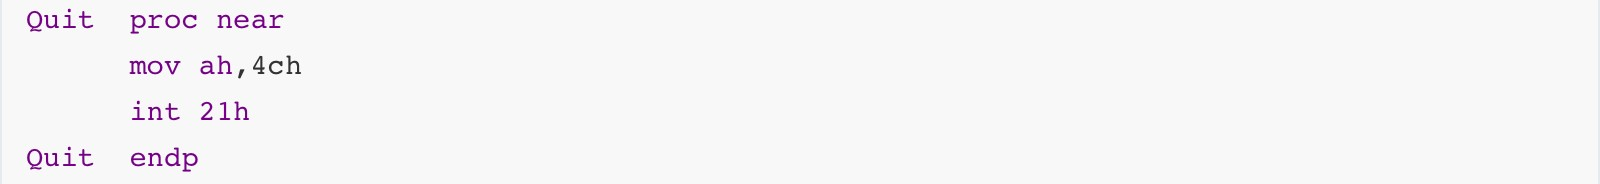 Quit  proc near
      mov ah,4ch
      int 21h
Quit  endp